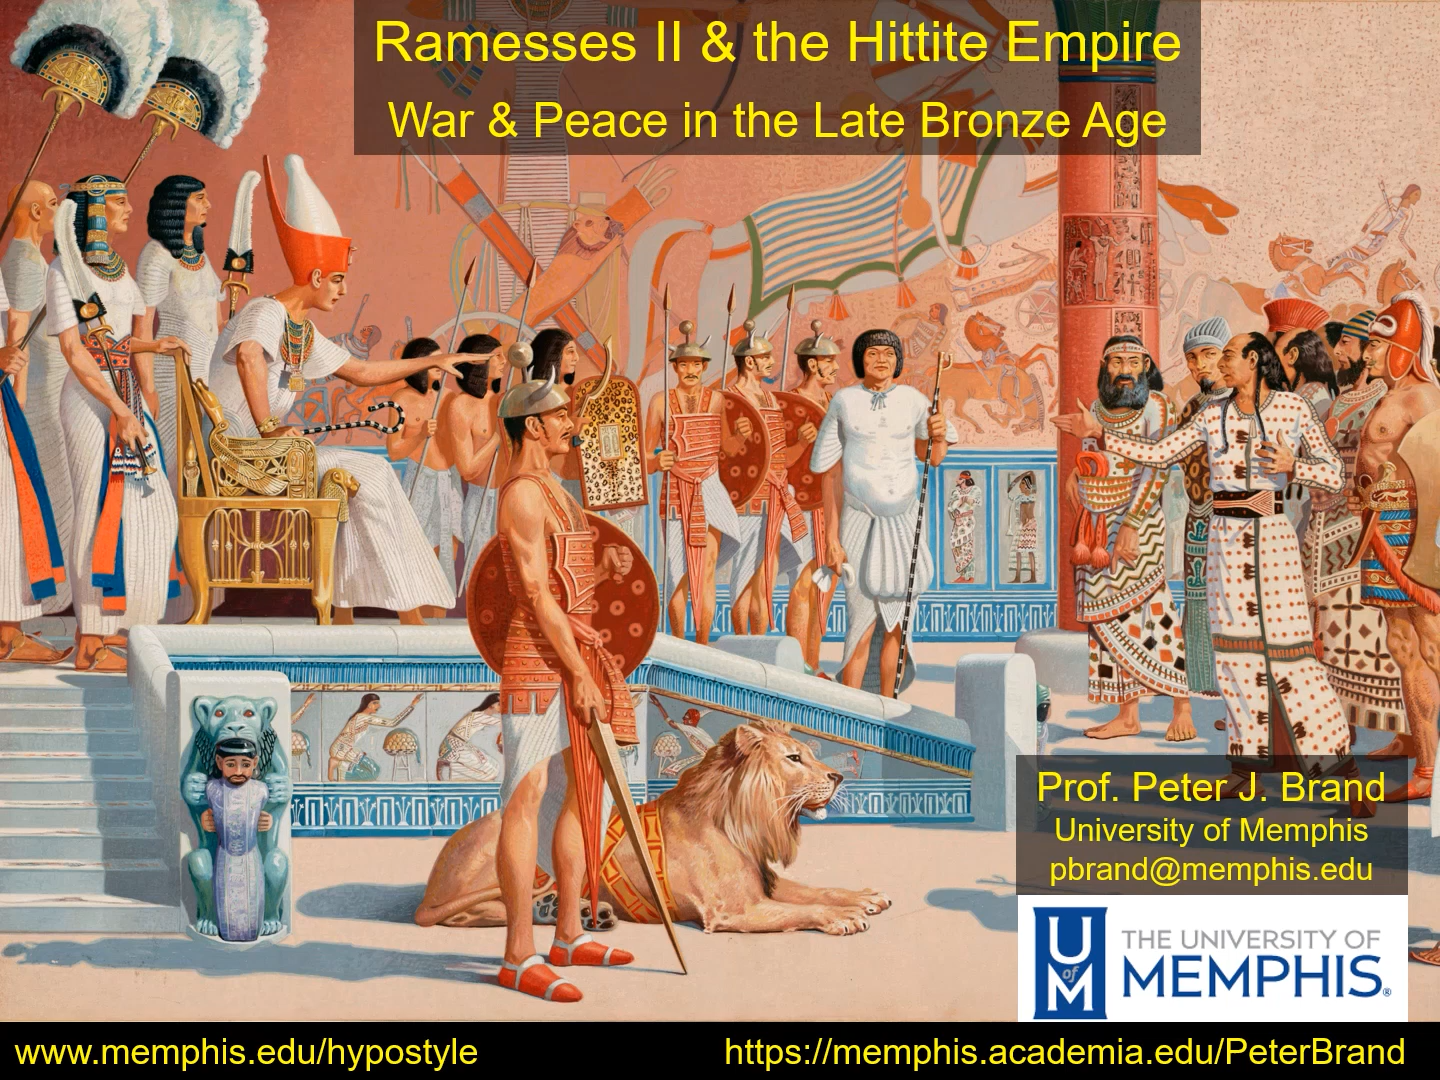 Ramesses II & the Hittite Empire
War & Peace in the Late Bronze Age
Prof. Peter J. Brand
University of Memphis
pbrand@memphis.edu
UofM
THE UNIVERSITY OF
MEMPHIS®
www.memphis.edu/hypostyle
https://memphis.academia.edu/PeterBrand